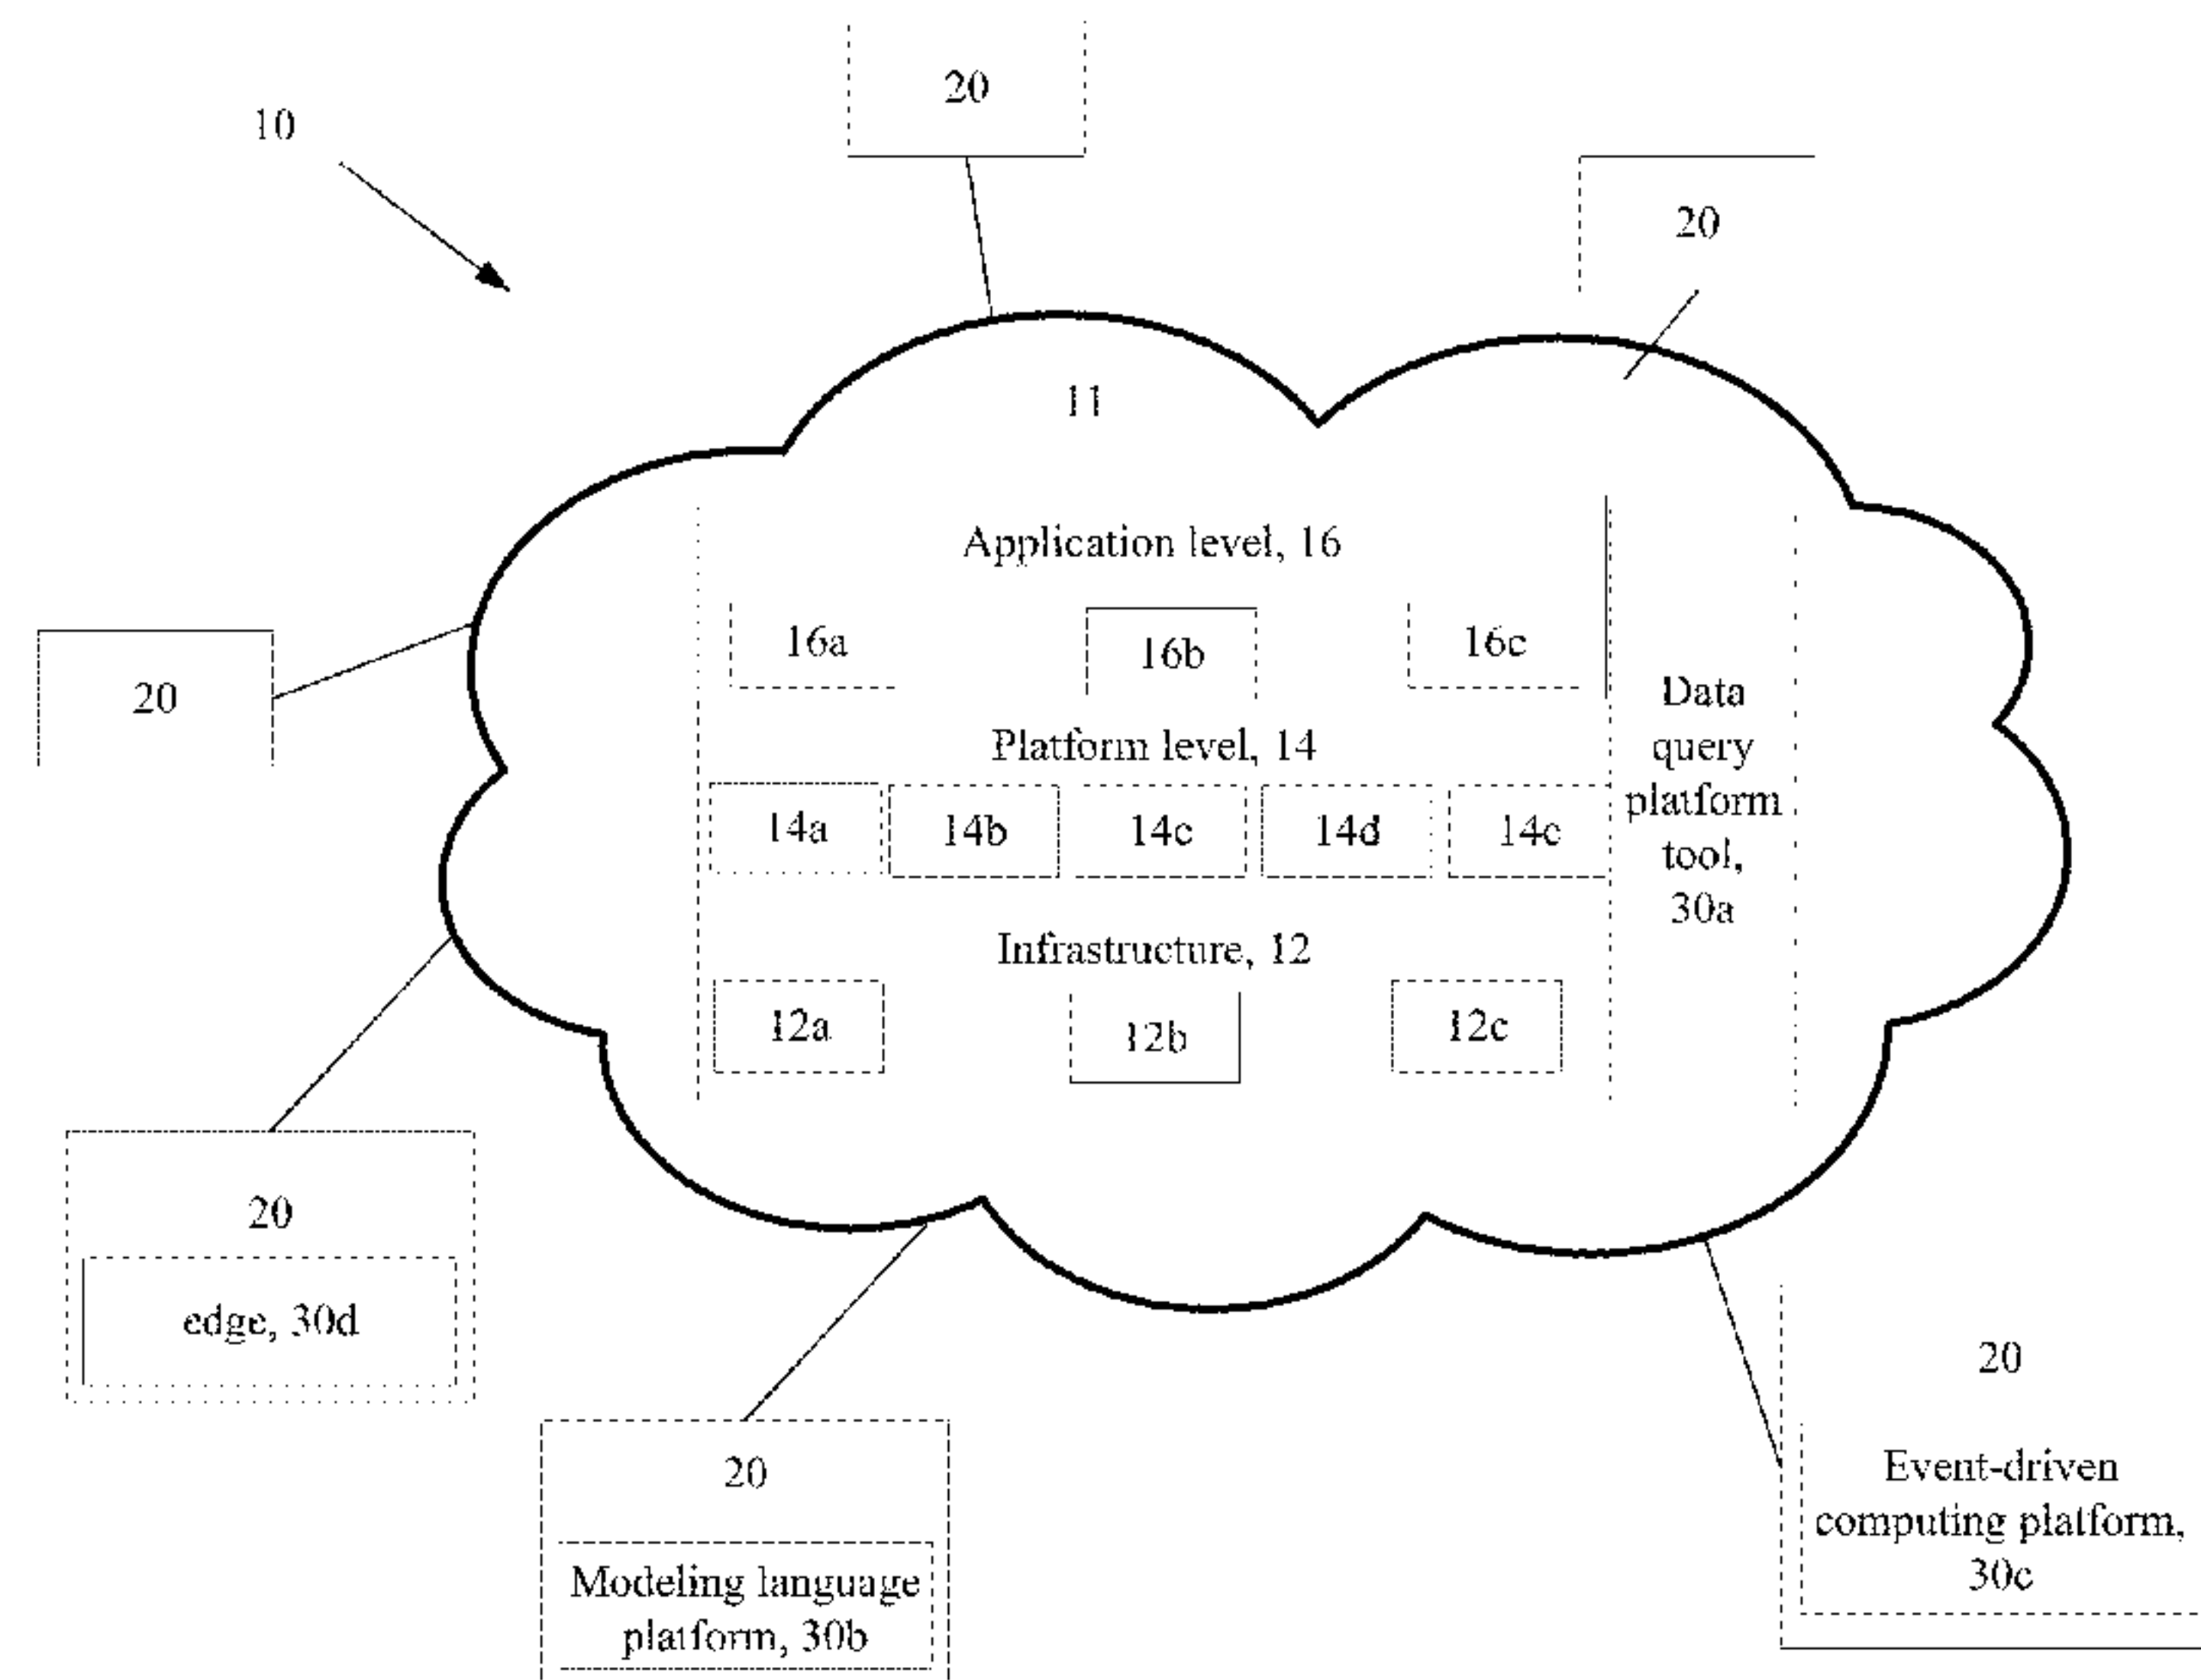 20
10
20
11
Application level, 16
16a
16b
16c
20
Data
query
platform
tool,
30a
Platform level, 14
14a
14b
14c
14d
14e
Infrastructure, 12
12a
12b
12c
20
edge, 30d
20
Event-driven
computing platform,
30c
20
Modeling language
platform, 30b